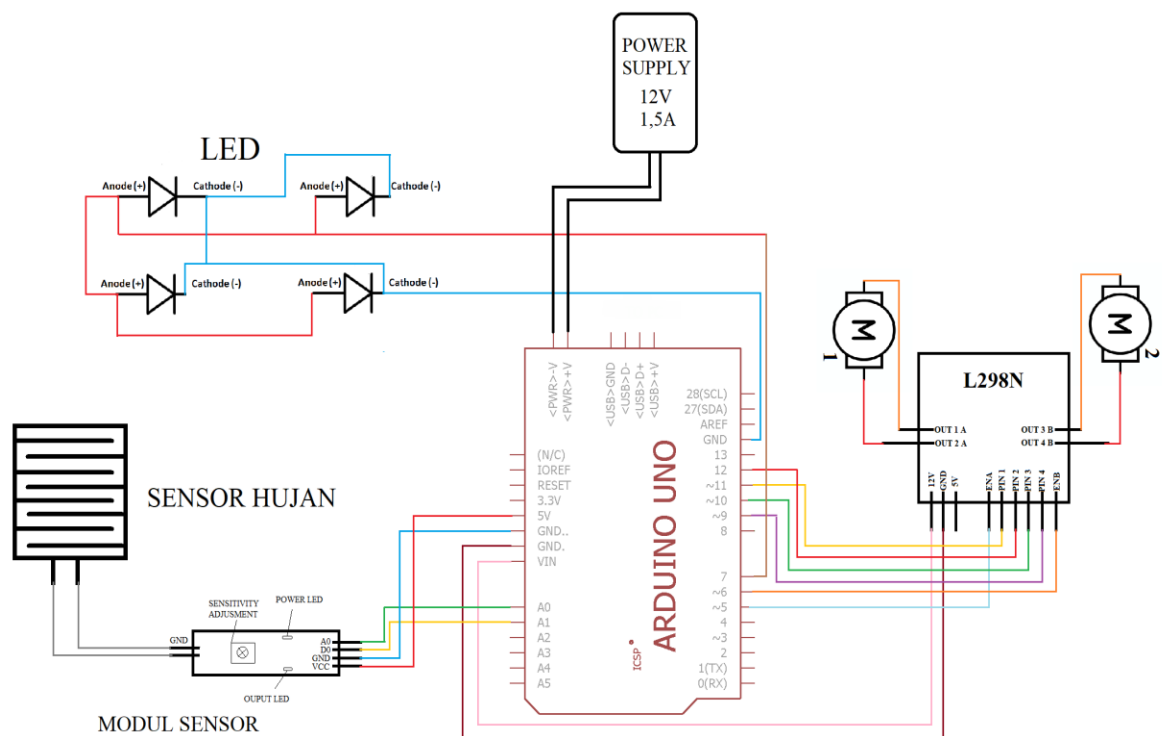 POWER
SUPPLY
12V
1,5A
LED
Anode (+)
Cathode (-)
Anode (+)
Cathode (-)
Anode (+)
Cathode (-)
Anode (+)
Cathode (-)
M
1
M
2
L298N
OUT 1 A
OUT 2 A
OUT 3 B
OUT 4 B
12V
GND
5V
ENA
PIN 1
PIN 2
PIN 3
PIN 4
ENB
<PWR>-V
<PWR>+V
<USB>GND
<USB>D-
<USB>D+
<USB>+V
28(SCL)
27(SDA)
AREF
GND
13
12
~11
~10
~9
8
7
~6
~5
4
~3
2
1(TX)
0(RX)
(N/C)
IOREF
RESET
3.3V
5V
GND..
GND.
VIN
A0
A1
A2
A3
A4
A5
ARDUINO UNO
ICSP
SENSOR HUJAN
SENSITIVITY
ADJUSMENT
POWER LED
GND
A0
D0
GND
VCC
OUPUT LED
MODUL SENSOR